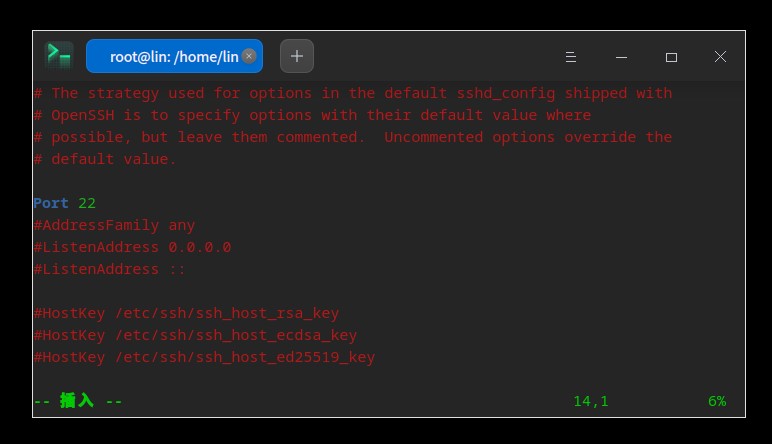 root@lin: /home/lin
# The strategy used for options in the default sshd_config shipped with
# OpenSSH is to specify options with their default value where
# possible, but leave them commented.  Uncommented options override the
# default value.
Port 22
#AddressFamily any
#ListenAddress 0.0.0.0
#ListenAddress ::
#HostKey /etc/ssh/ssh_host_rsa_key
#HostKey /etc/ssh/ssh_host_ecdsa_key
#HostKey /etc/ssh/ssh_host_ed25519_key
-- 插入 -- 14,1 6%